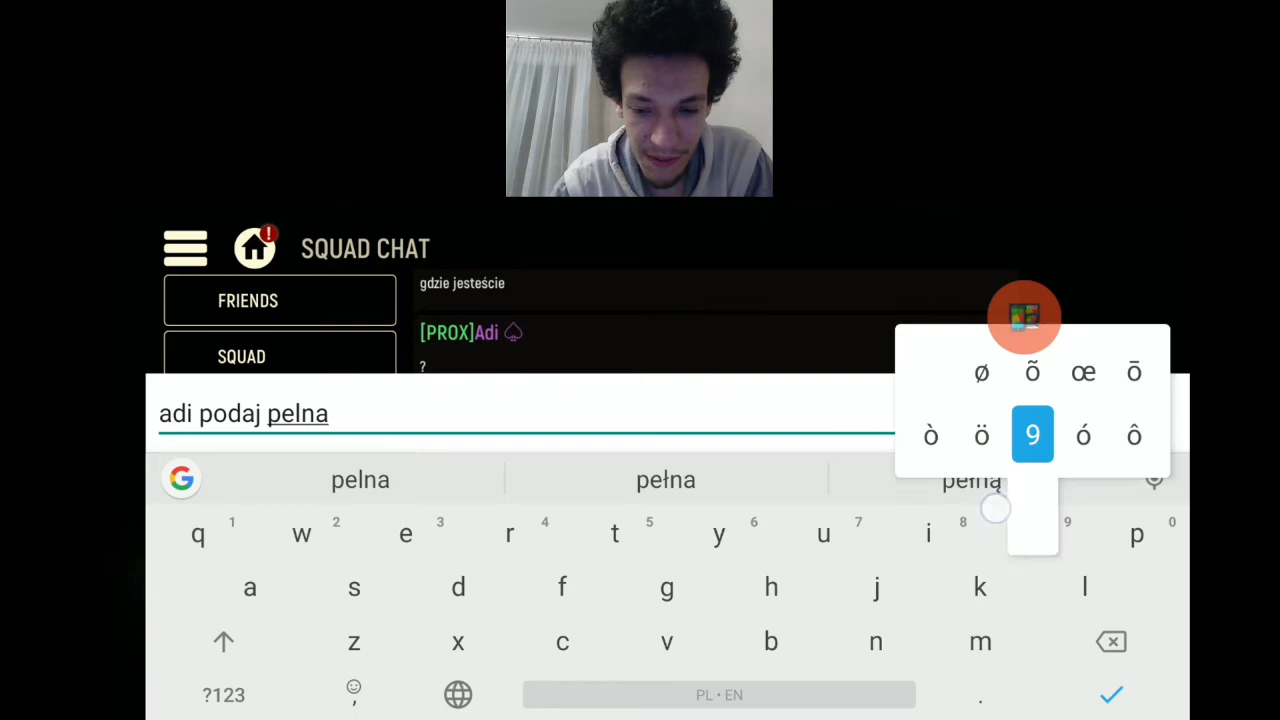 SQUAD CHAT
FRIENDS
gdzie jesteście
[PROX]Adi ♤
SQUAD
?
adi podaj pelna
ø õ œ ō
ò ö 9 ó ô
pelna pełna pełną
q 1 w 2 e 3 r 4 t 5 y 6 u 7 i 8 9 p 0
a s d f g h j k l
z x c v b n m
?123 , PL • EN .